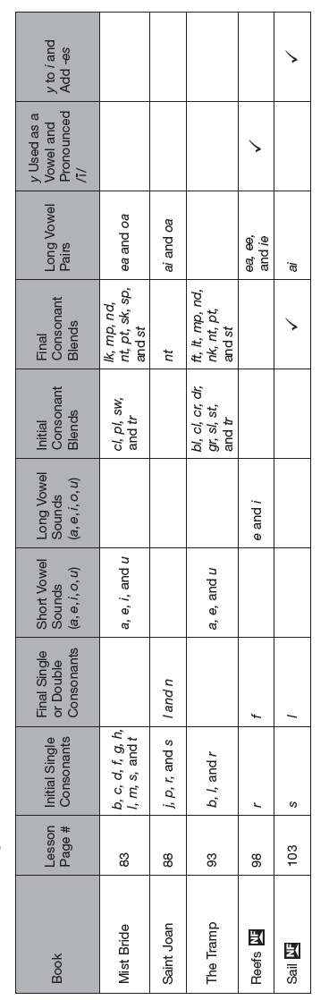 Book
Lesson
Page #
Initial Single
Consonants
Final Single
or Double
Consonants
Short Vowel
Sounds
(a, e, i, o, u)
Long Vowel
Sounds
(a, e, i, o, u)
Initial
Consonant
Blends
Final
Consonant
Blends
Long Vowel
Pairs
y Used as a
Vowel and
Pronounced
/ī/
y to i and
Add -es
Mist Bride
83
b, c, d, f, g, h,
l, m, s, and t
a, e, i, and u
cl, pl, sw,
and tr
lk, mp, nd,
nt, pt, sk, sp,
and st
ea and oa
Saint Joan
88
j, p, r, and s
l and n
nt
ai and oa
The Tramp
93
b, l, and r
a, e, and u
bl, cl, cr, dr,
gr, sl, st,
and tr
ft, lt, mp, nd,
nk, nt, pt,
and st
Reefs NF
98
r
f
e and i
ea, ee,
and ie
✓
Sail NF
103
s
l
✓
ai
✓